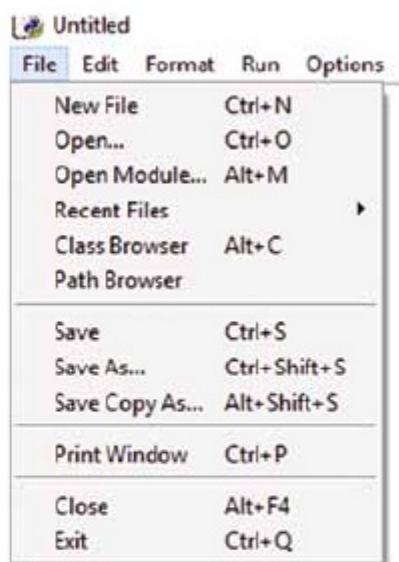 Untitled
File Edit Format Run Options
New File Ctrl+N
Open... Ctrl+O
Open Module... Alt+M
Recent Files
Class Browser Alt+C
Path Browser
Save Ctrl+S
Save As... Ctrl+Shift+S
Save Copy As... Alt+Shift+S
Print Window Ctrl+P
Close Alt+F4
Exit Ctrl+Q